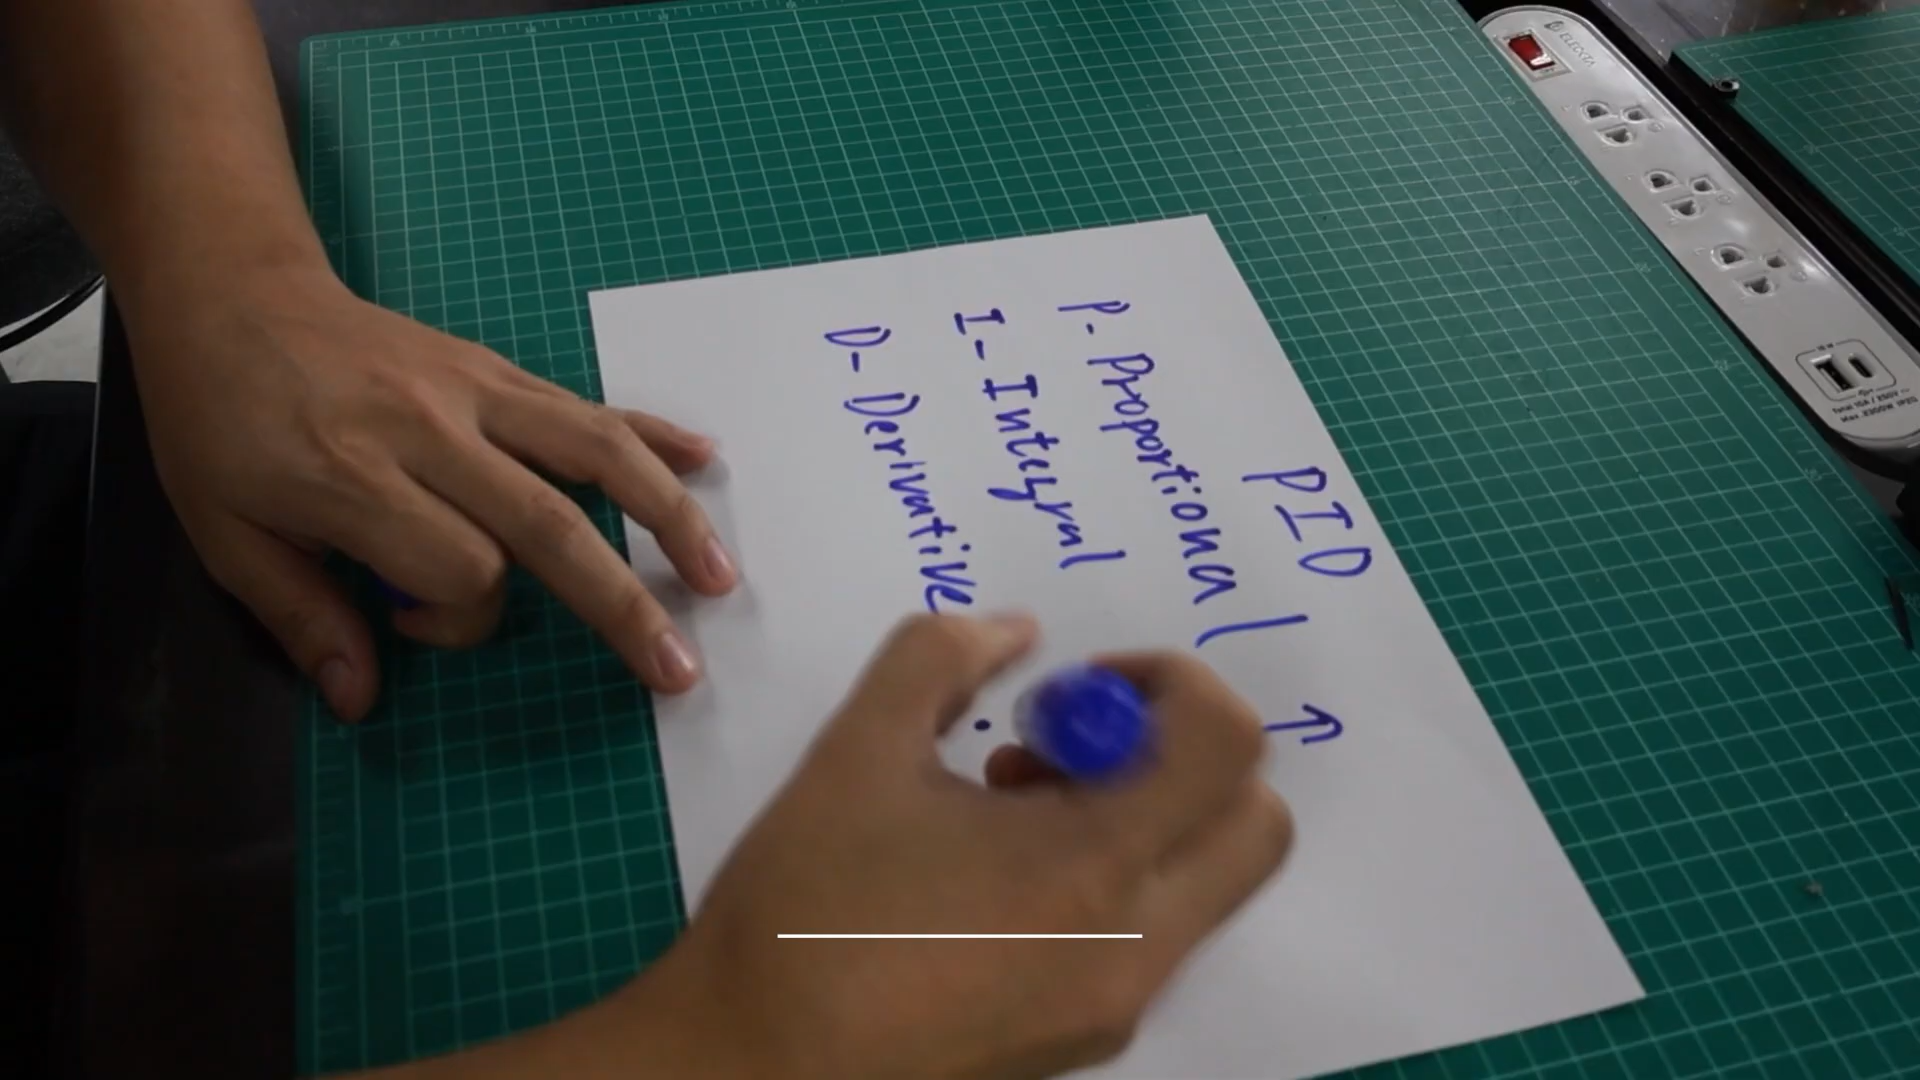 PID
P. Proportional ↑
I- Integral
D- Derivative